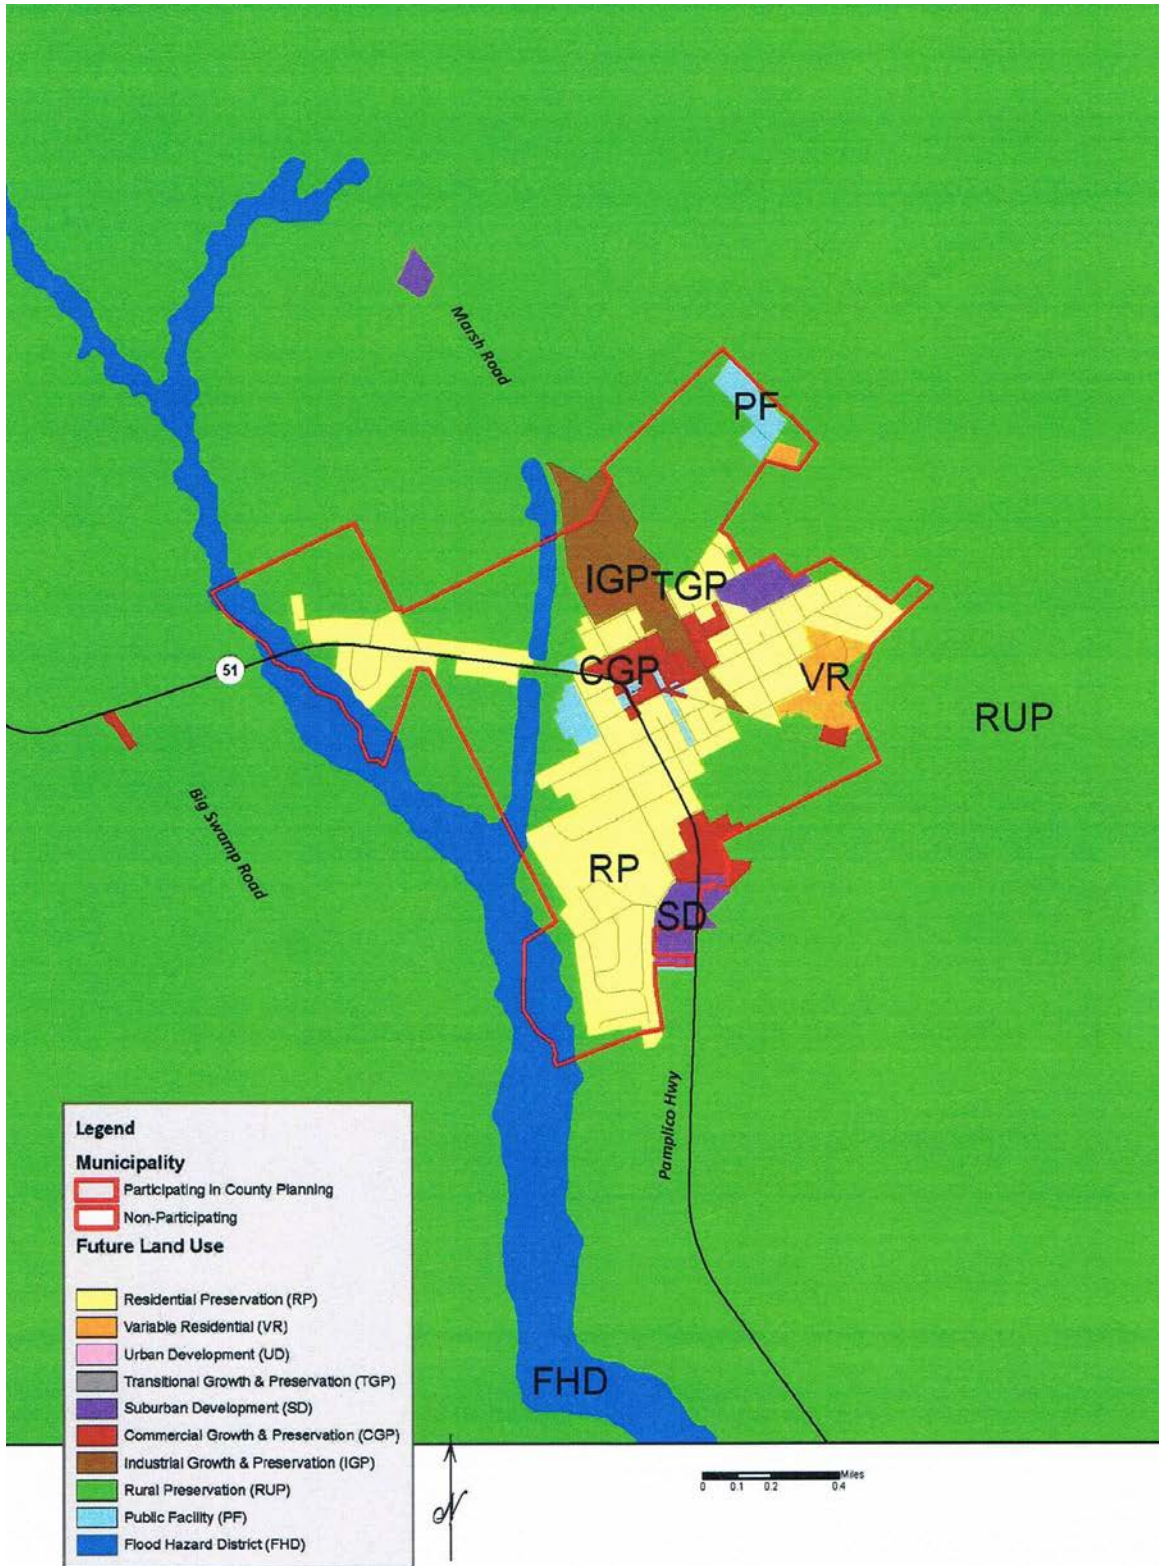 Marsh Road
PF
IGP
TGP
CGP
51
VR
RUP
Big Swamp Road
RP
SD
Pamplico Hwy
FHD
Legend
Municipality
Participating in County Planning
Non-Participating
Future Land Use
Residential Preservation (RP)
Variable Residential (VR)
Urban Development (UD)
Transitional Growth & Preservation (TGP)
Suburban Development (SD)
Commercial Growth & Preservation (CGP)
Industrial Growth & Preservation (IGP)
Rural Preservation (RUP)
Public Facility (PF)
Flood Hazard District (FHD)
N
Miles
0 0.1 0.2 0.4